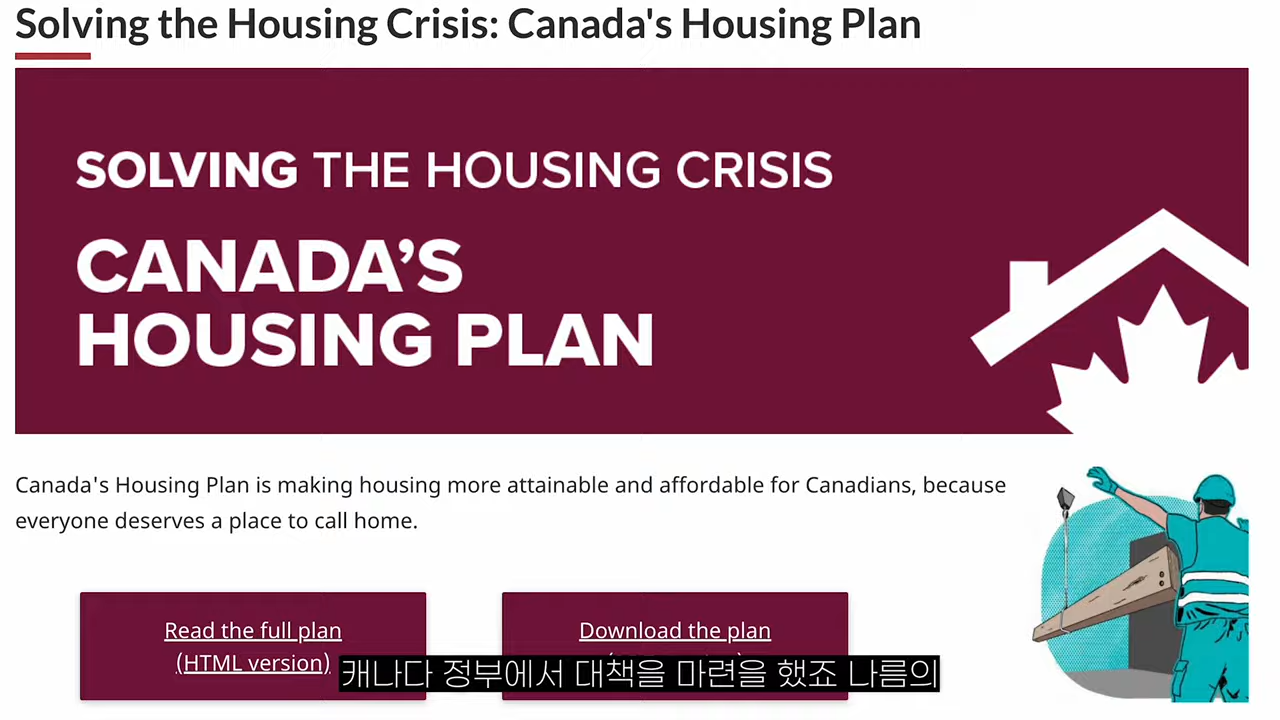 Solving the Housing Crisis: Canada's Housing Plan
SOLVING THE HOUSING CRISIS
CANADA’S
HOUSING PLAN
Canada's Housing Plan is making housing more attainable and affordable for Canadians, because
everyone deserves a place to call home.
Read the full plan
(HTML version)
Download the plan
캐나다 정부에서 대책을 마련을 했죠 나름의